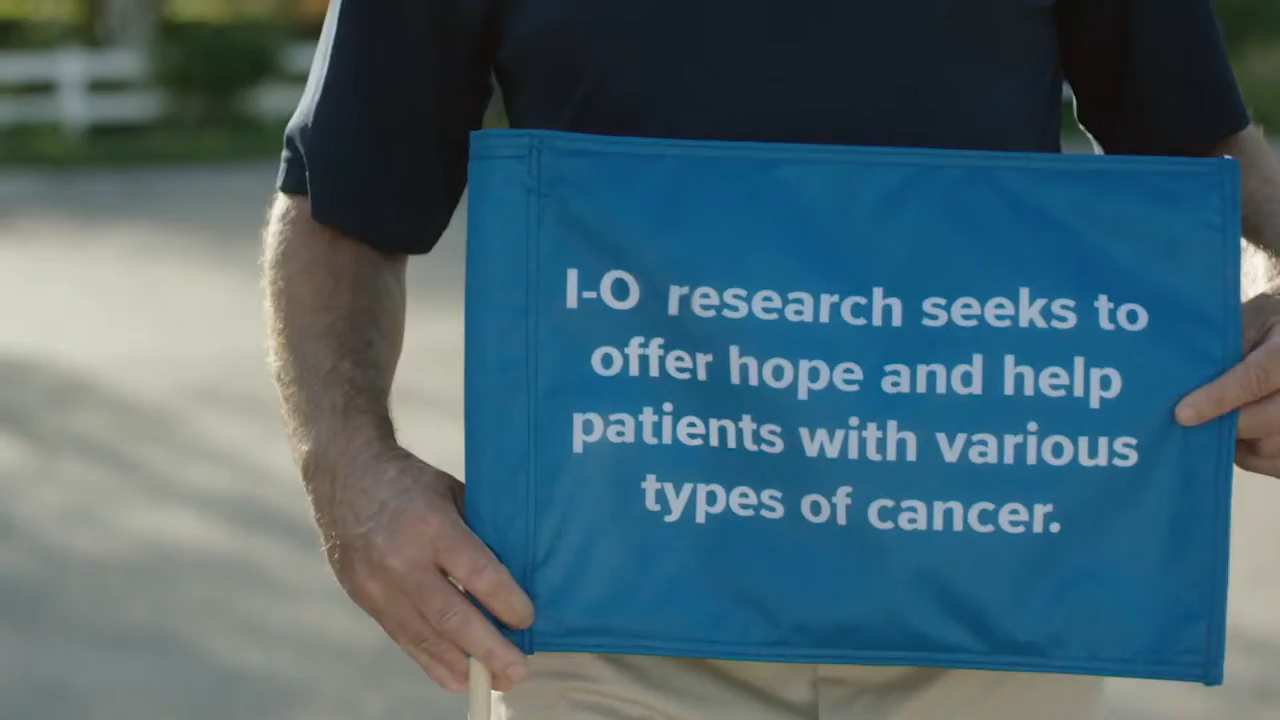 I-O research seeks to
offer hope and help
patients with various
types of cancer.